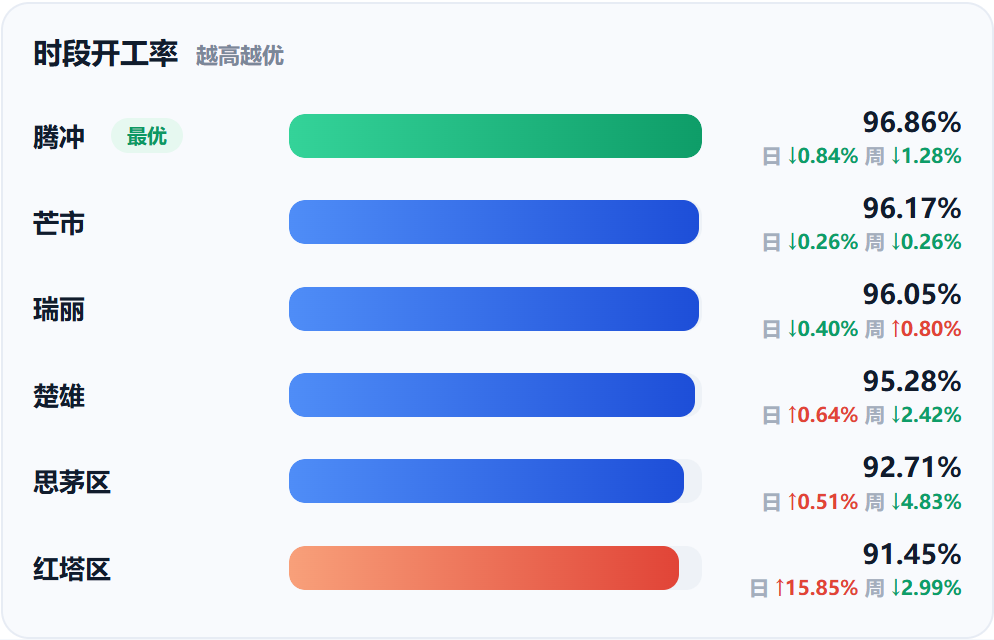 时段开工率 越高越优
腾冲 最优 96.86%
日 ↓0.84% 周 ↓1.28%
芒市 96.17%
日 ↓0.26% 周 ↓0.26%
瑞丽 96.05%
日 ↓0.40% 周 ↑0.80%
楚雄 95.28%
日 ↑0.64% 周 ↓2.42%
思茅区 92.71%
日 ↑0.51% 周 ↓4.83%
红塔区 91.45%
日 ↑15.85% 周 ↓2.99%